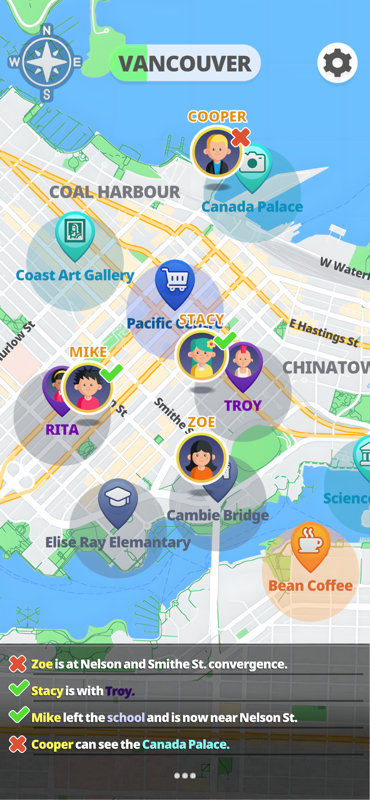 N
W E
S
VANCOUVER
COOPER
COAL HARBOUR
Canada Palace
Coast Art Gallery
W Water
Pacific
STACY
E Hastings St
MIKE
CHINATOW
TROY
n St
Smithe S
RITA
ZOE
Science
Cambie Bridge
Elise Ray Elemantary
Bean Coffee
Zoe is at Nelson and Smithe St. convergence.
Stacy is with Troy.
Mike left the school and is now near Nelson St.
Cooper can see the Canada Palace.